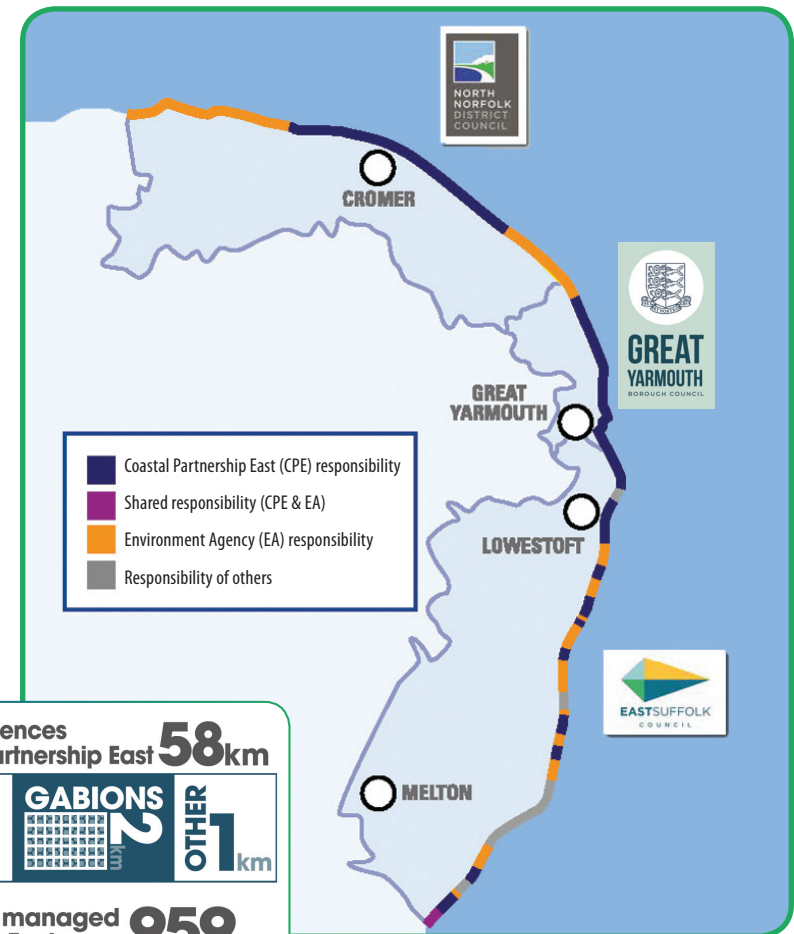 NORTH
NORFOLK
DISTRICT
COUNCIL
CROMER
GREAT
YARMOUTH
BOROUGH COUNCIL
GREAT
YARMOUTH
Coastal Partnership East (CPE) responsibility
Shared responsibility (CPE & EA)
Environment Agency (EA) responsibility
Responsibility of others
LOWESTOFT
EASTSUFFOLK
COUNCIL
MELTON
ences
artnership East 58km
GABIONS
2km
OTHER
1km
managed
959